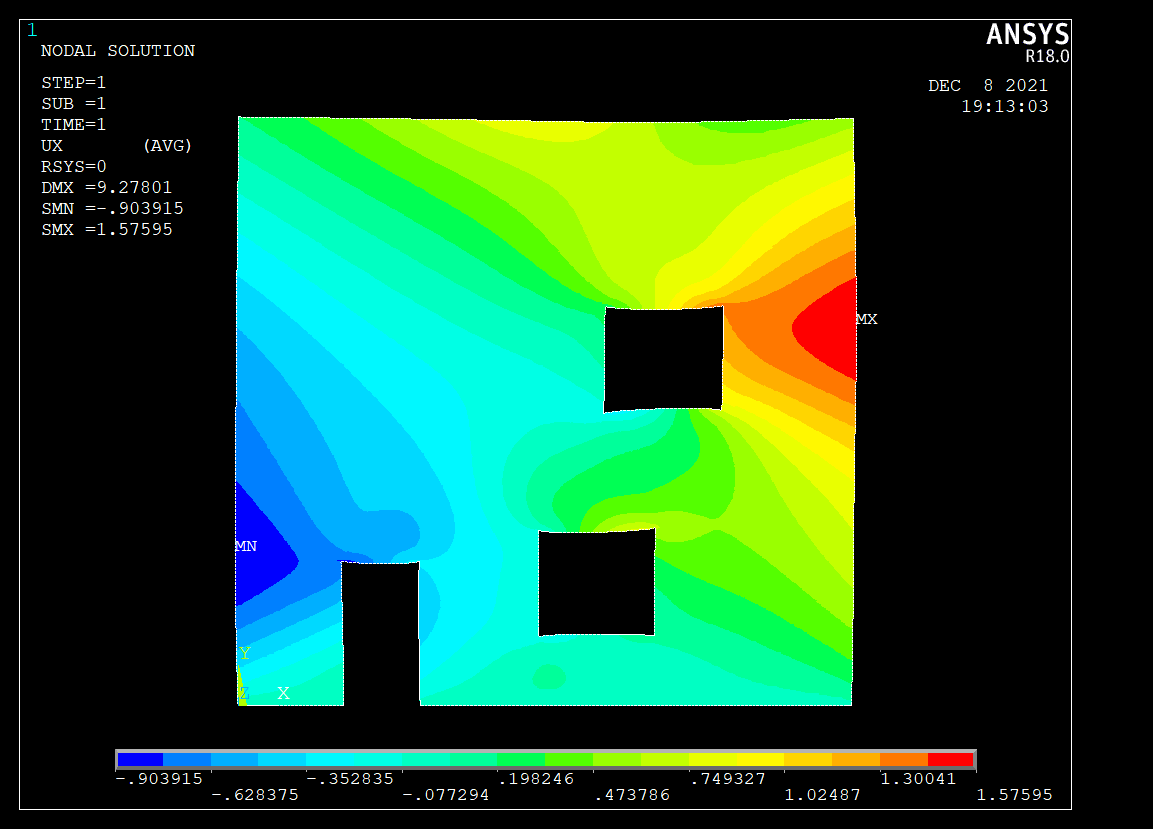 1
ANSYS
R18.0
NODAL SOLUTION
STEP=1
SUB =1
TIME=1
UX (AVG)
RSYS=0
DMX =9.27801
SMN =-.903915
SMX =1.57595
DEC 8 2021
19:13:03
MX
MN
Y
Z X
-.903915 -.352835 .198246 .749327 1.30041
-.628375 -.077294 .473786 1.02487 1.57595